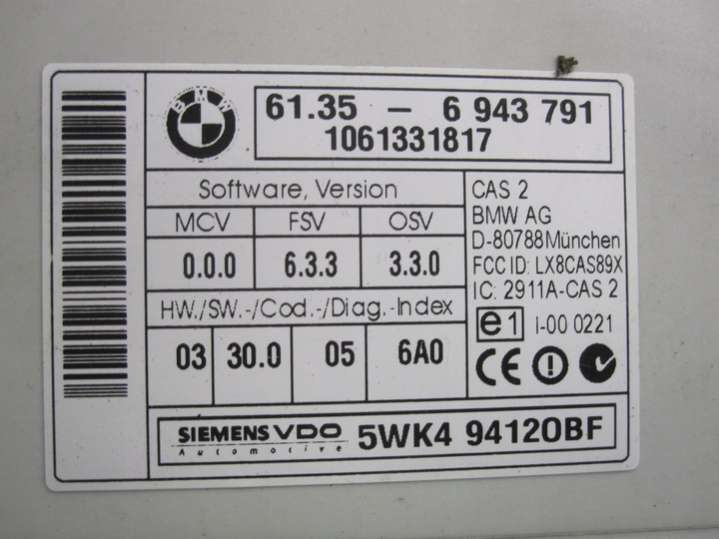 BMW
61.35 - 6 943 791
1061331817
Software, Version
MCV FSV OSV
0.0.0 6.3.3 3.3.0
HW./SW.-/Cod.-/Diag.-Index
03 30.0 05 6A0
CAS 2
BMW AG
D-80788München
FCC ID: LX8CAS89X
IC: 2911A-CAS 2
e1 I-00 0221
CE
SIEMENS VDO 5WK4 94120BF
Automotive